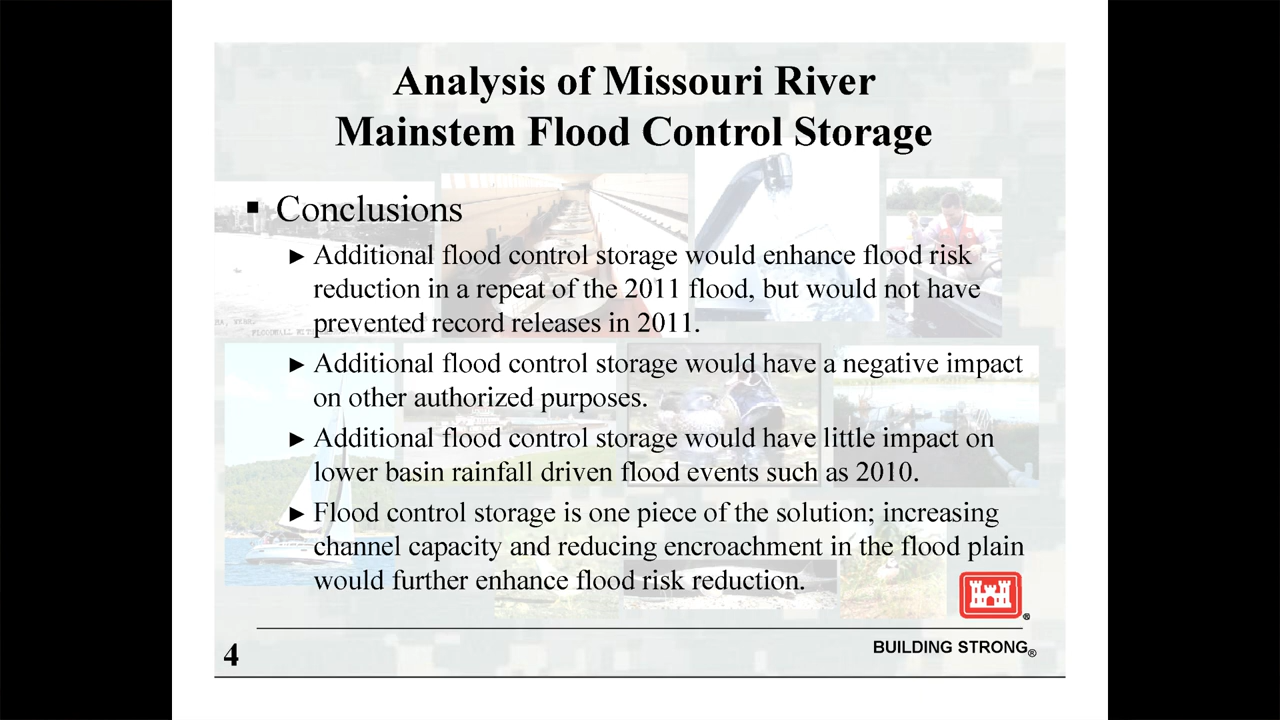 Analysis of Missouri River
Mainstem Flood Control Storage
▪ Conclusions
► Additional flood control storage would enhance flood risk
reduction in a repeat of the 2011 flood, but would not have
prevented record releases in 2011.
► Additional flood control storage would have a negative impact
on other authorized purposes.
► Additional flood control storage would have little impact on
lower basin rainfall driven flood events such as 2010.
► Flood control storage is one piece of the solution; increasing
channel capacity and reducing encroachment in the flood plain
would further enhance flood risk reduction.
®
BUILDING STRONG®
4